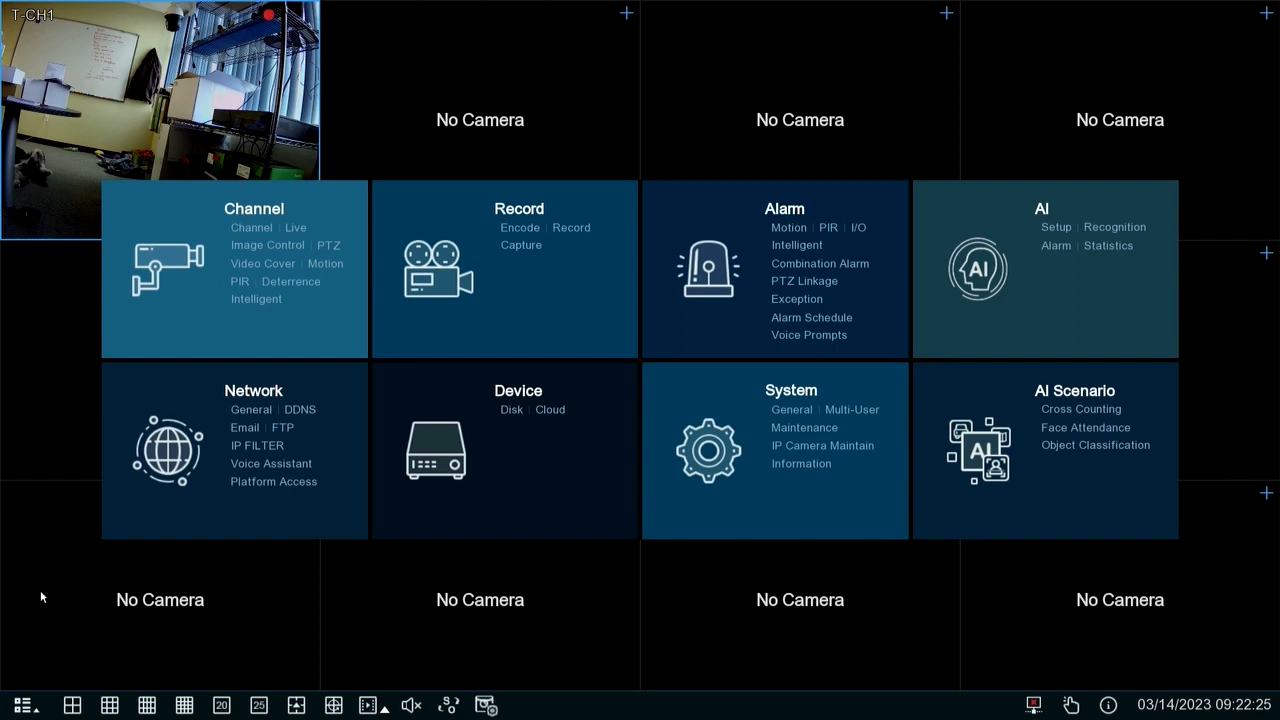 T-CH1
No Camera
No Camera
No Camera
Channel
Channel | Live
Image Control | PTZ
Video Cover | Motion
PIR | Deterrence
Intelligent
Record
Encode | Record
Capture
Alarm
Motion | PIR | I/O
Intelligent
Combination Alarm
PTZ Linkage
Exception
Alarm Schedule
Voice Prompts
AI
AI
Setup | Recognition
Alarm | Statistics
Network
General | DDNS
Email | FTP
IP FILTER
Voice Assistant
Platform Access
Device
Disk | Cloud
System
General | Multi-User
Maintenance
IP Camera Maintain
Information
AI
AI Scenario
Cross Counting
Face Attendance
Object Classification
No Camera
No Camera
No Camera
No Camera
20
25
03/14/2023 09:22:25